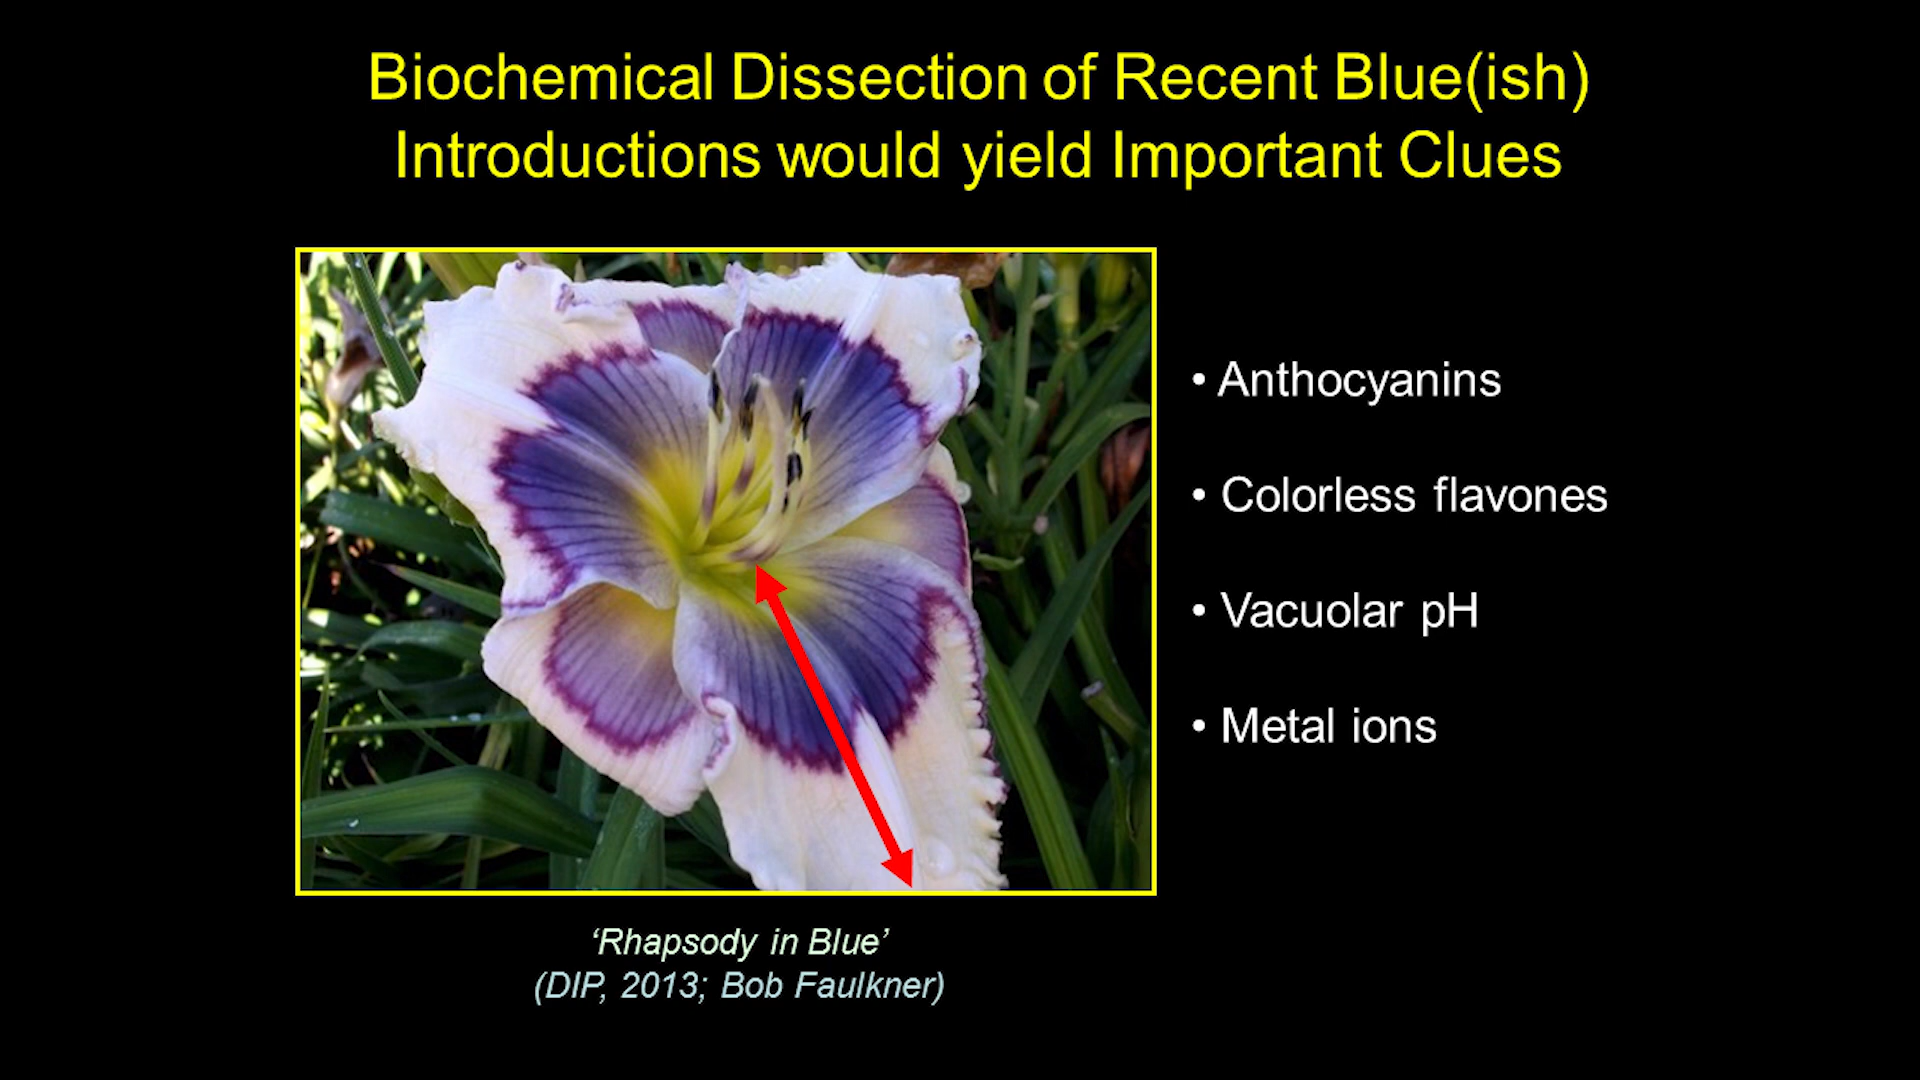 Biochemical Dissection of Recent Blue(ish)
Introductions would yield Important Clues
• Anthocyanins
• Colorless flavones
• Vacuolar pH
• Metal ions
‘Rhapsody in Blue’
(DIP, 2013; Bob Faulkner)